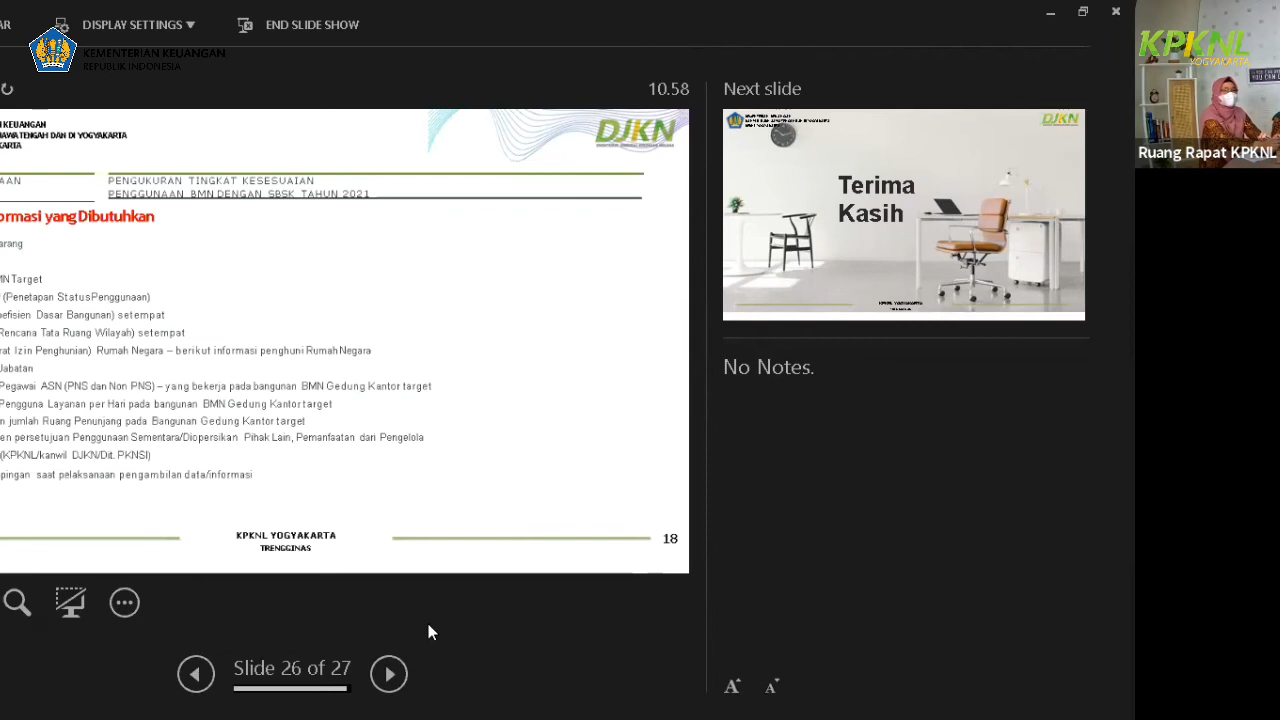 AR
DISPLAY SETTINGS
END SLIDE SHOW
KEMENTERIAN KEUANGAN
REPUBLIK INDONESIA
10.58
KEUANGAN
JAWA TENGAH DAN DI YOGYAKARTA
KARTA
DJKN
AAN
PENGUKURAN TINGKAT KESESUAIAN
PENGGUNAAN BMN DENGAN SBSK TAHUN 2021
ormasi yang Dibutuhkan
arang
MN Target
(Penetapan Status Penggunaan)
efisien Dasar Bangunan) setempat
Rencana Tata Ruang Wilayah) setempat
rat Izin Penghunian) Rumah Negara – berikut informasi penghuni Rumah Negara
Jabatan
Pegawai ASN (PNS dan Non PNS) – yang bekerja pada bangunan BMN Gedung Kantor target
Pengguna Layanan per Hari pada bangunan BMN Gedung Kantor target
n jumlah Ruang Penunjang pada Bangunan Gedung Kantor target
en persetujuan Penggunaan Sementara/Dioperasikan Pihak Lain, Pemanfaatan dari Pengelola
(KPKNL/kanwil DJKN/Dit. PKNSI)
pingan saat pelaksanaan pengambilan data/informasi
KPKNL YOGYAKARTA
TRENGGINAS
18
Slide 26 of 27
Next slide
DJKN
Terima
Kasih
KPKNL YOGYAKARTA
No Notes.
A A
KPKNL
YOGYAKARTA
Ruang Rapat KPKNL